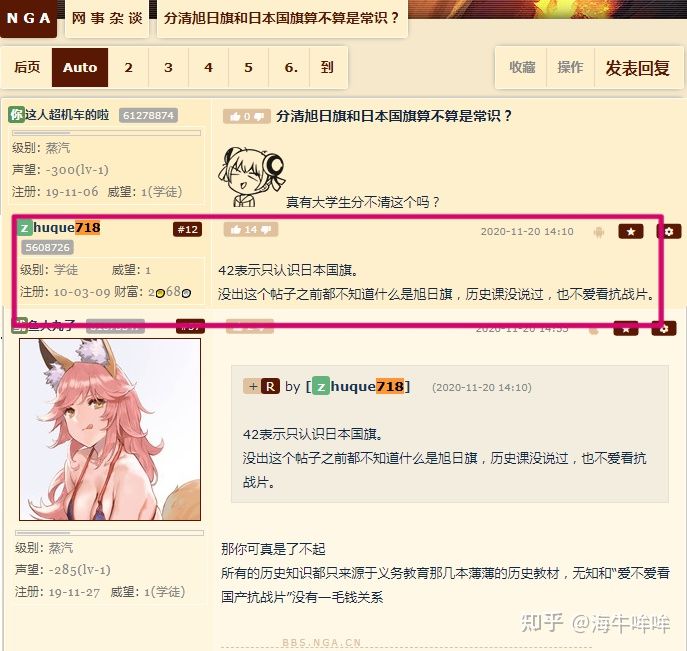 NGA 网事杂谈 分清旭日旗和日本国旗算不算是常识？
后页 Auto 2 3 4 5 6. 到 收藏 操作 发表回复
你这人超机车的啦 61278874
级别：蒸汽
声望：-300(lv-1)
注册：19-11-06 威望：1(学徒)
0 分清旭日旗和日本国旗算不算是常识？
真有大学生分不清这个吗？
zhuque718 #12
5608726
级别：学徒 威望：1
注册：10-03-09 财富：2 68
14 2020-11-20 14:10
42表示只认识日本国旗。
没出这个帖子之前都不知道什么是旭日旗，历史课没说过，也不爱看抗战片。
鱼人丸子
+ R by [zhuque718] (2020-11-20 14:10)
42表示只认识日本国旗。
没出这个帖子之前都不知道什么是旭日旗，历史课没说过，也不爱看抗
战片。
级别：蒸汽
声望：-285(lv-1)
注册：19-11-27 威望：1(学徒)
那你可真是了不起
所有的历史知识都只来源于义务教育那几本薄薄的历史教材，无知和“爱不爱看
国产抗战片”没有一毛钱关系
知乎 @海牛哞哞
BBS.NGA.CN